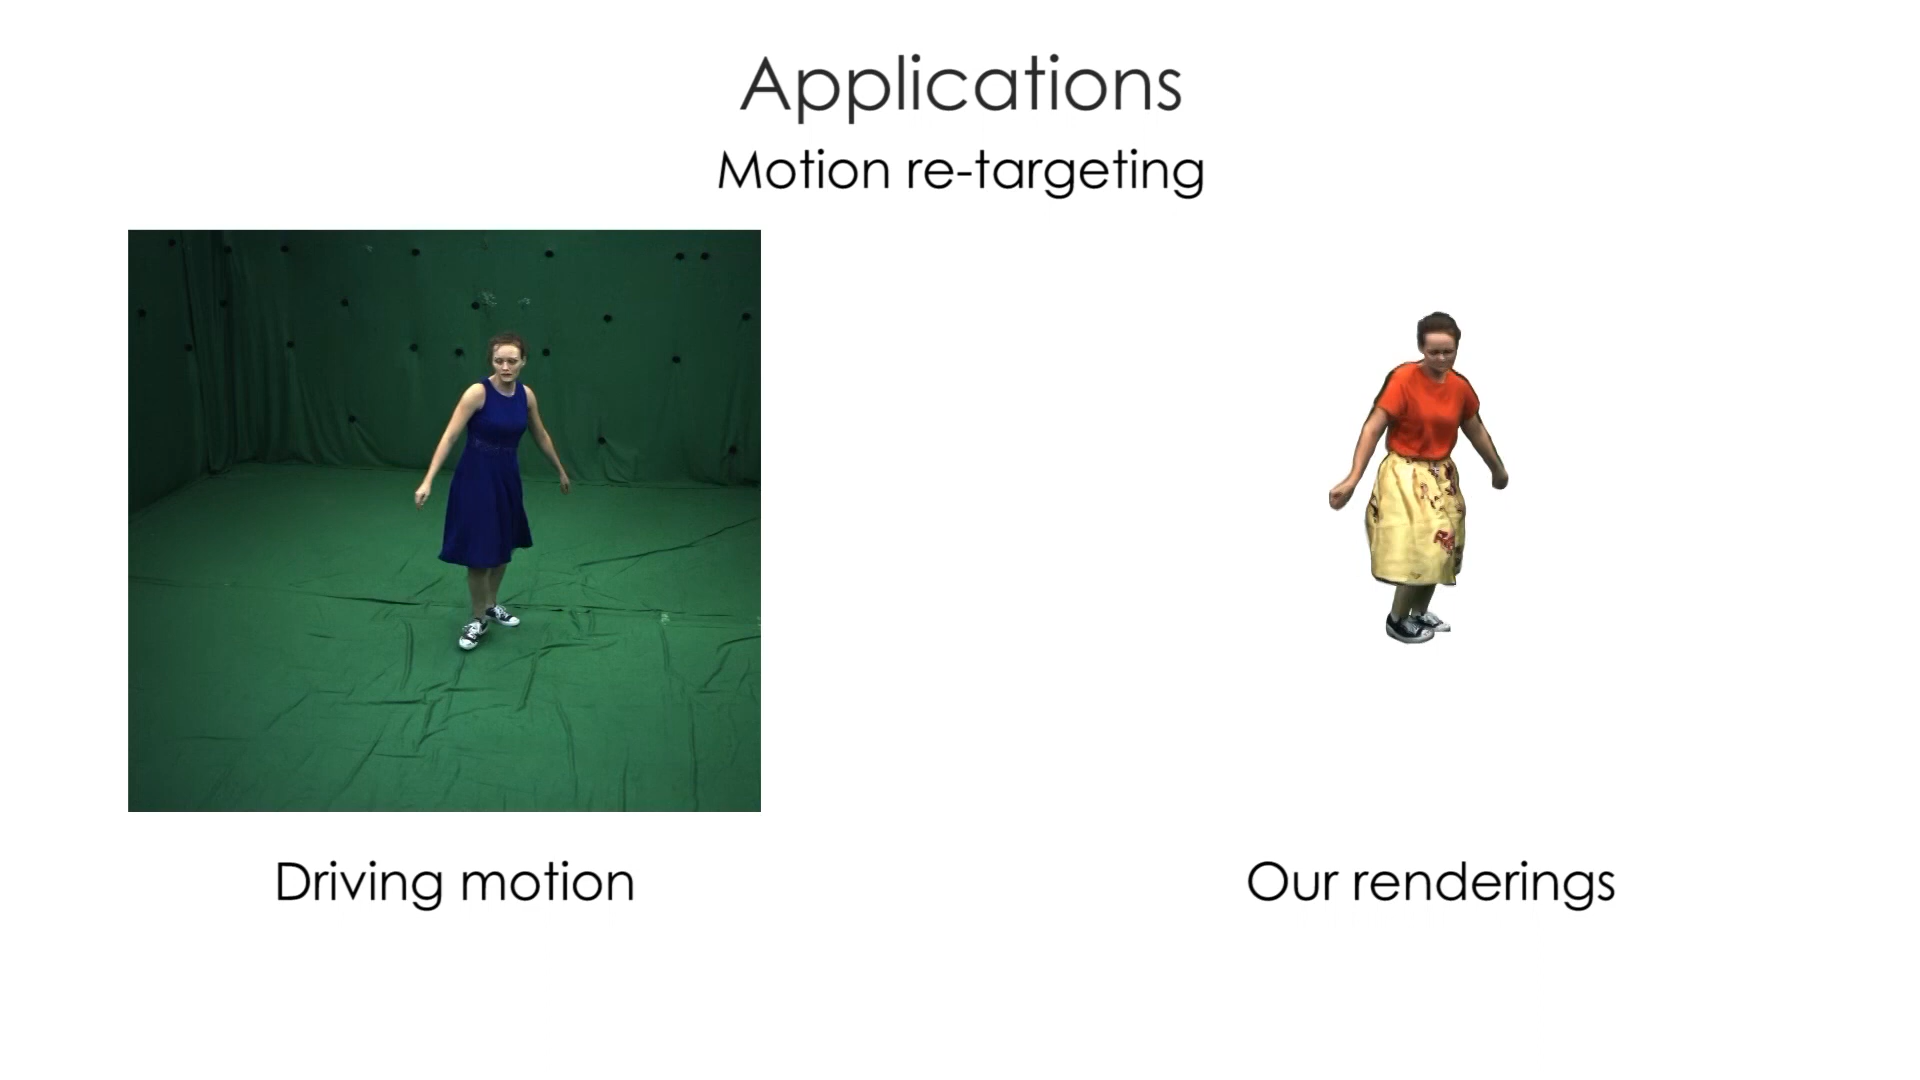 Applications
Motion re-targeting
Driving motion
Our renderings